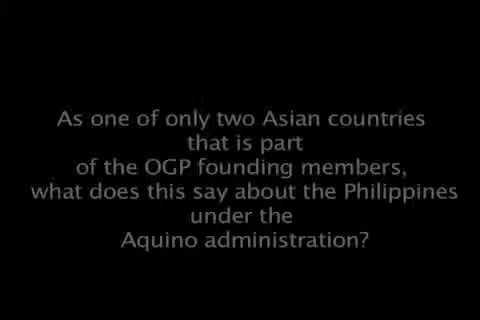 As one of only two Asian countries
that is part
of the OGP founding members,
what does this say about the Philippines
under the
Aquino administration?